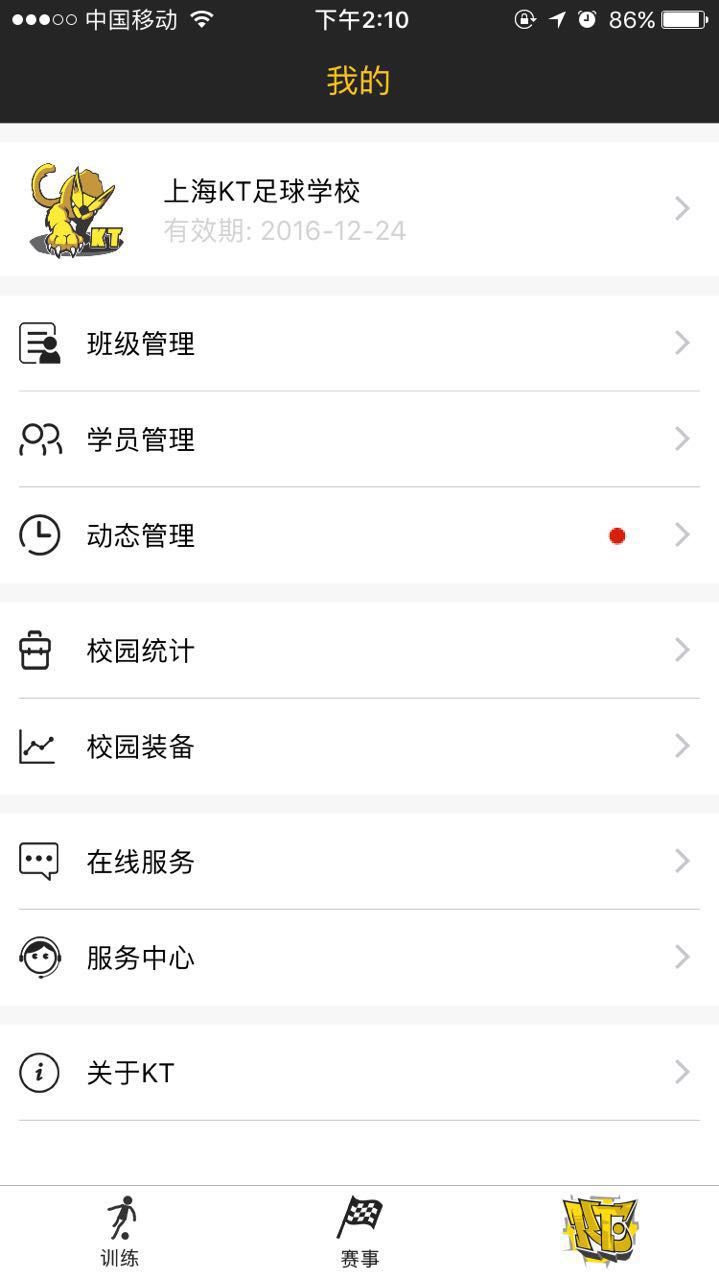 中国移动 下午2:10 86%
我的
KT
上海KT足球学校
有效期: 2016-12-24
班级管理
学员管理
动态管理
校园统计
校园装备
在线服务
服务中心
关于KT
训练 赛事 KTC